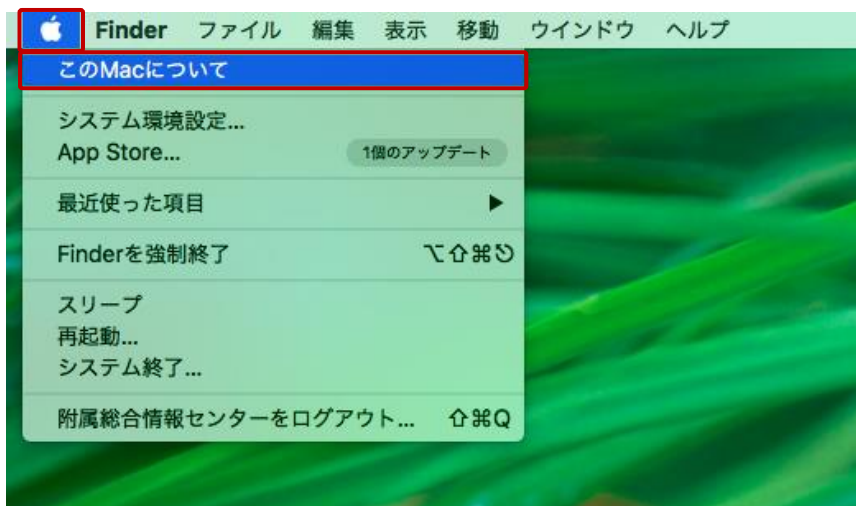 Finder ファイル 編集 表示 移動 ウインドウ ヘルプ
このMacについて
システム環境設定...
App Store... 1個のアップデート
最近使った項目 ▶
Finderを強制終了 ⌥⇧⌘⎋
スリープ
再起動...
システム終了...
附属総合情報センターをログアウト... ⇧⌘Q